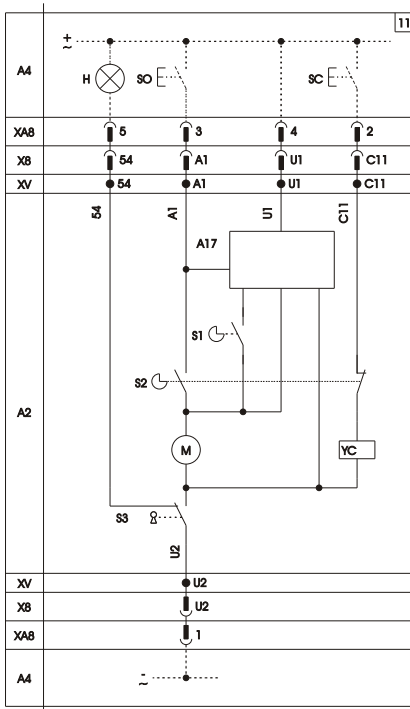 11
+
~
A4
H
SO
SC
XA8
5
3
4
2
X8
54
A1
U1
C11
XV
54
A1
U1
C11
54
A1
U1
C11
A17
S1
S2
A2
M
YC
S3
U2
XV
U2
X8
U2
XA8
1
A4
-
~